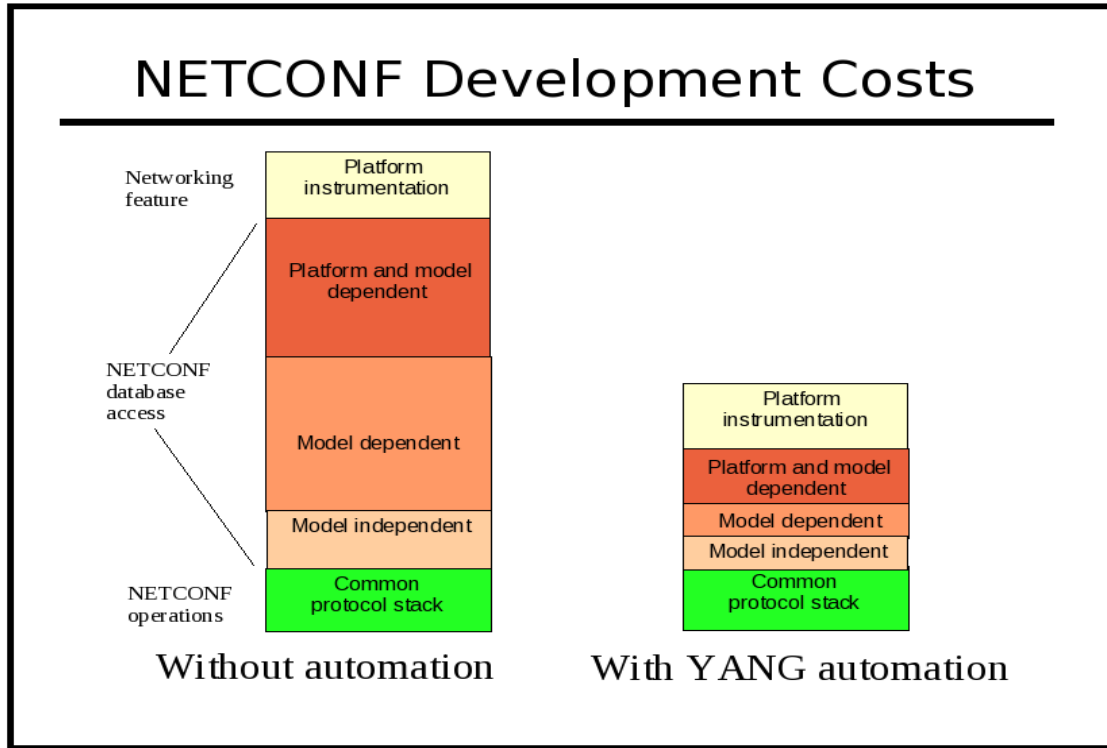 NETCONF Development Costs
Networking
feature
Platform
instrumentation
Platform and model
dependent
NETCONF
database
access
Model dependent
Model independent
NETCONF
operations
Common
protocol stack
Without automation
Platform
instrumentation
Platform and model
dependent
Model dependent
Model independent
Common
protocol stack
With YANG automation